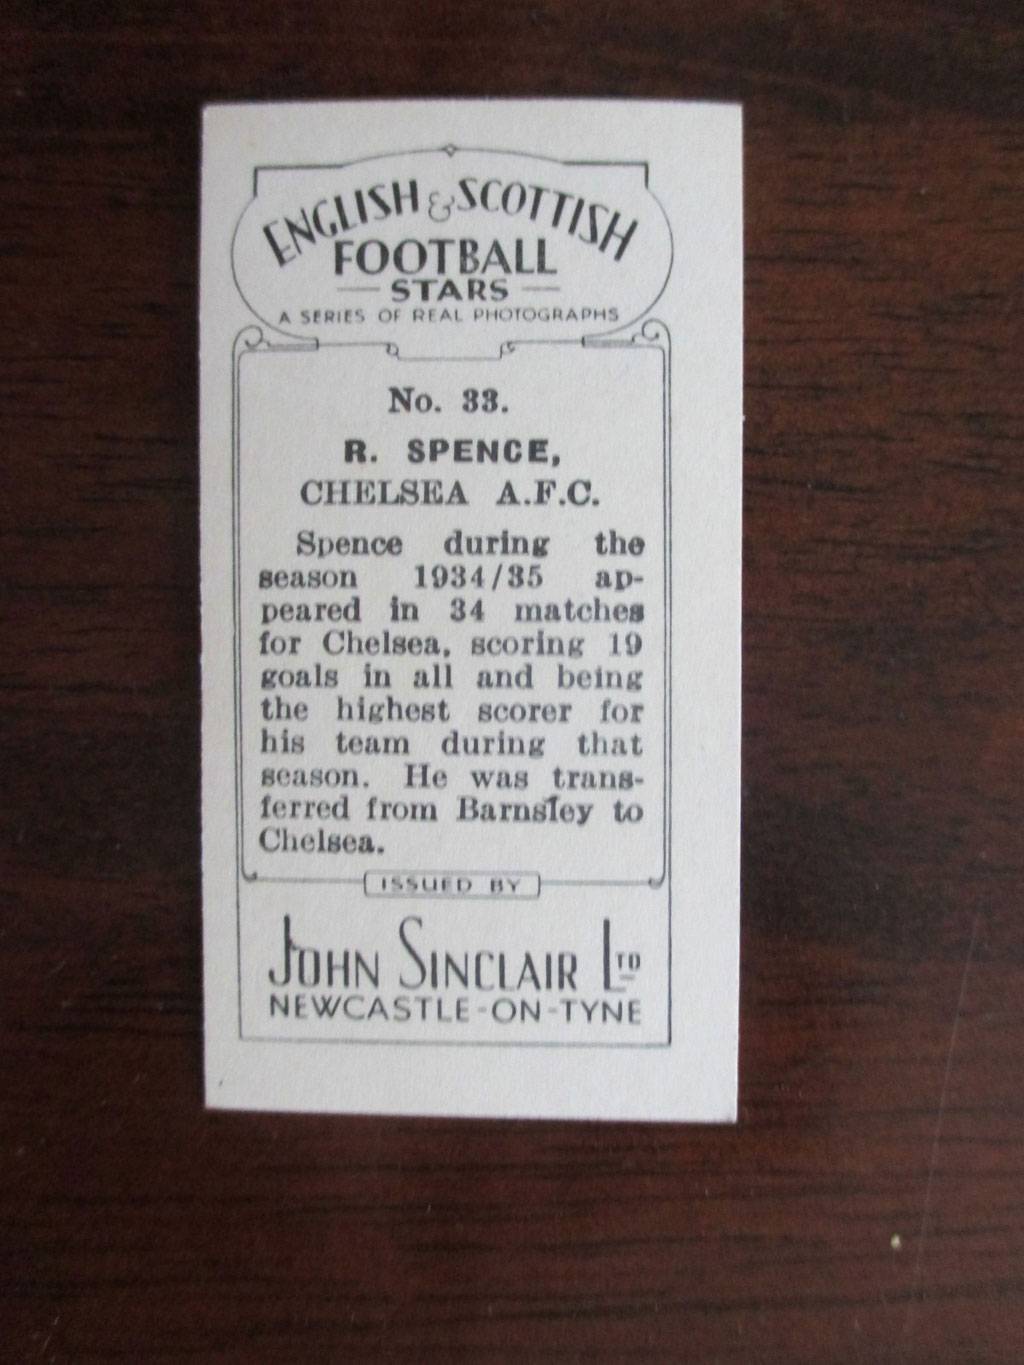 ENGLISH & SCOTTISH
FOOTBALL
STARS
A SERIES OF REAL PHOTOGRAPHS
No. 33.
R. SPENCE,
CHELSEA A.F.C.
Spence during the
season 1934/35 ap-
peared in 34 matches
for Chelsea, scoring 19
goals in all and being
the highest scorer for
his team during that
season. He was trans-
ferred from Barnsley to
Chelsea.
ISSUED BY
JOHN SINCLAIR LTD
NEWCASTLE-ON-TYNE